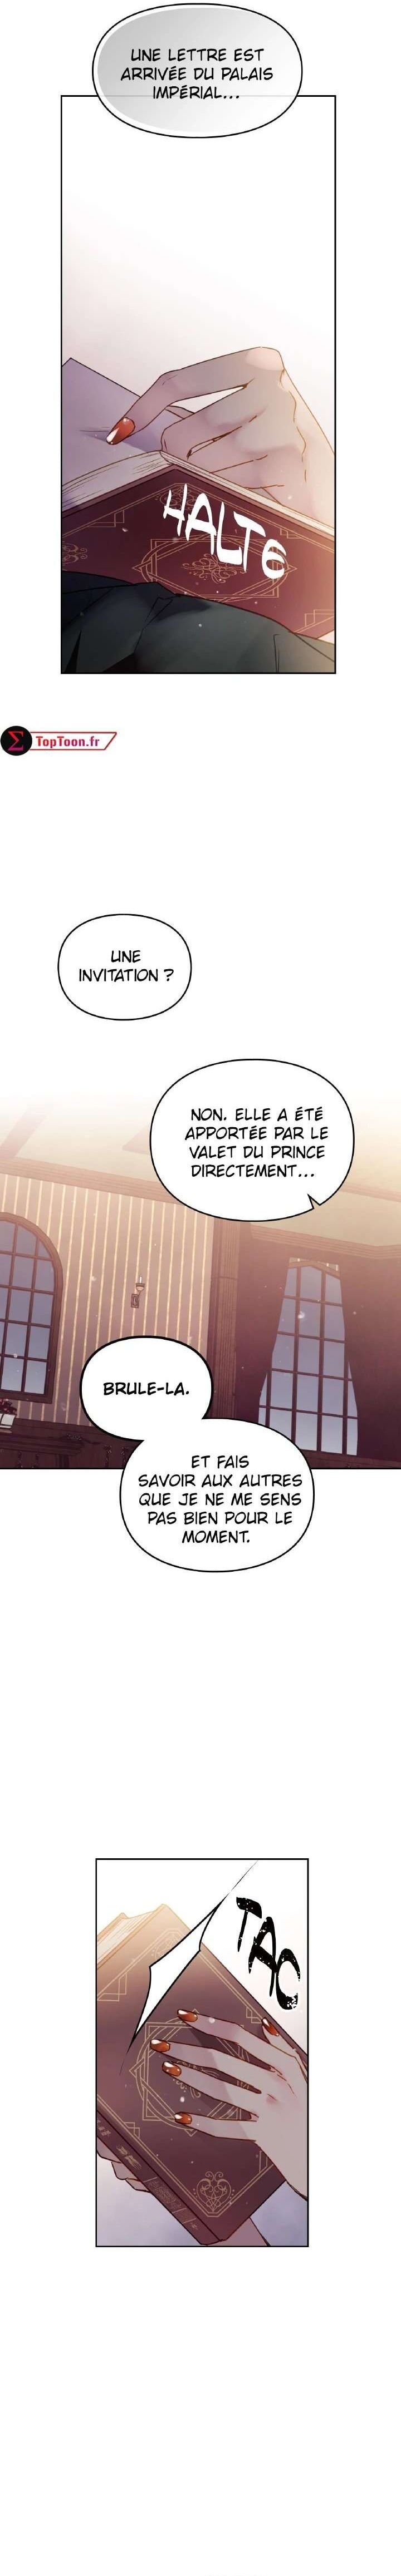 UNE LETTRE EST
ARRIVÉE DU PALAIS
IMPÉRIAL...
HALTE
TopToon.fr
UNE
INVITATION ?
NON. ELLE A ÉTÉ
APPORTÉE PAR LE
VALET DU PRINCE
DIRECTEMENT...
BRULE-LA.
ET FAIS
SAVOIR AUX AUTRES
QUE JE NE ME SENS
PAS BIEN POUR LE
MOMENT.
TAC